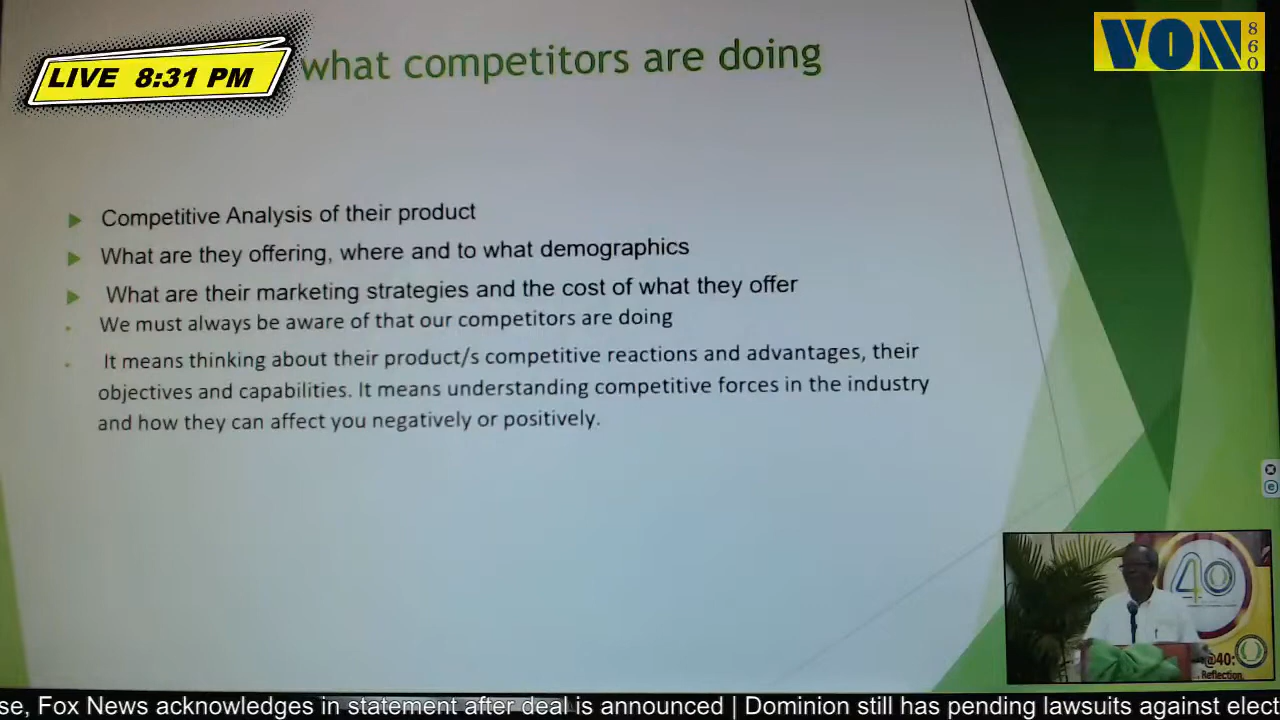 LIVE 8:31 PM
what competitors are doing
VON
860
Competitive Analysis of their product
What are they offering, where and to what demographics
What are their marketing strategies and the cost of what they offer
We must always be aware of that our competitors are doing
It means thinking about their product/s competitive reactions and advantages, their
objectives and capabilities. It means understanding competitive forces in the industry
and how they can affect you negatively or positively.
40
@40:
Reflection
se, Fox News acknowledges in statement after deal is announced | Dominion still has pending lawsuits against elect